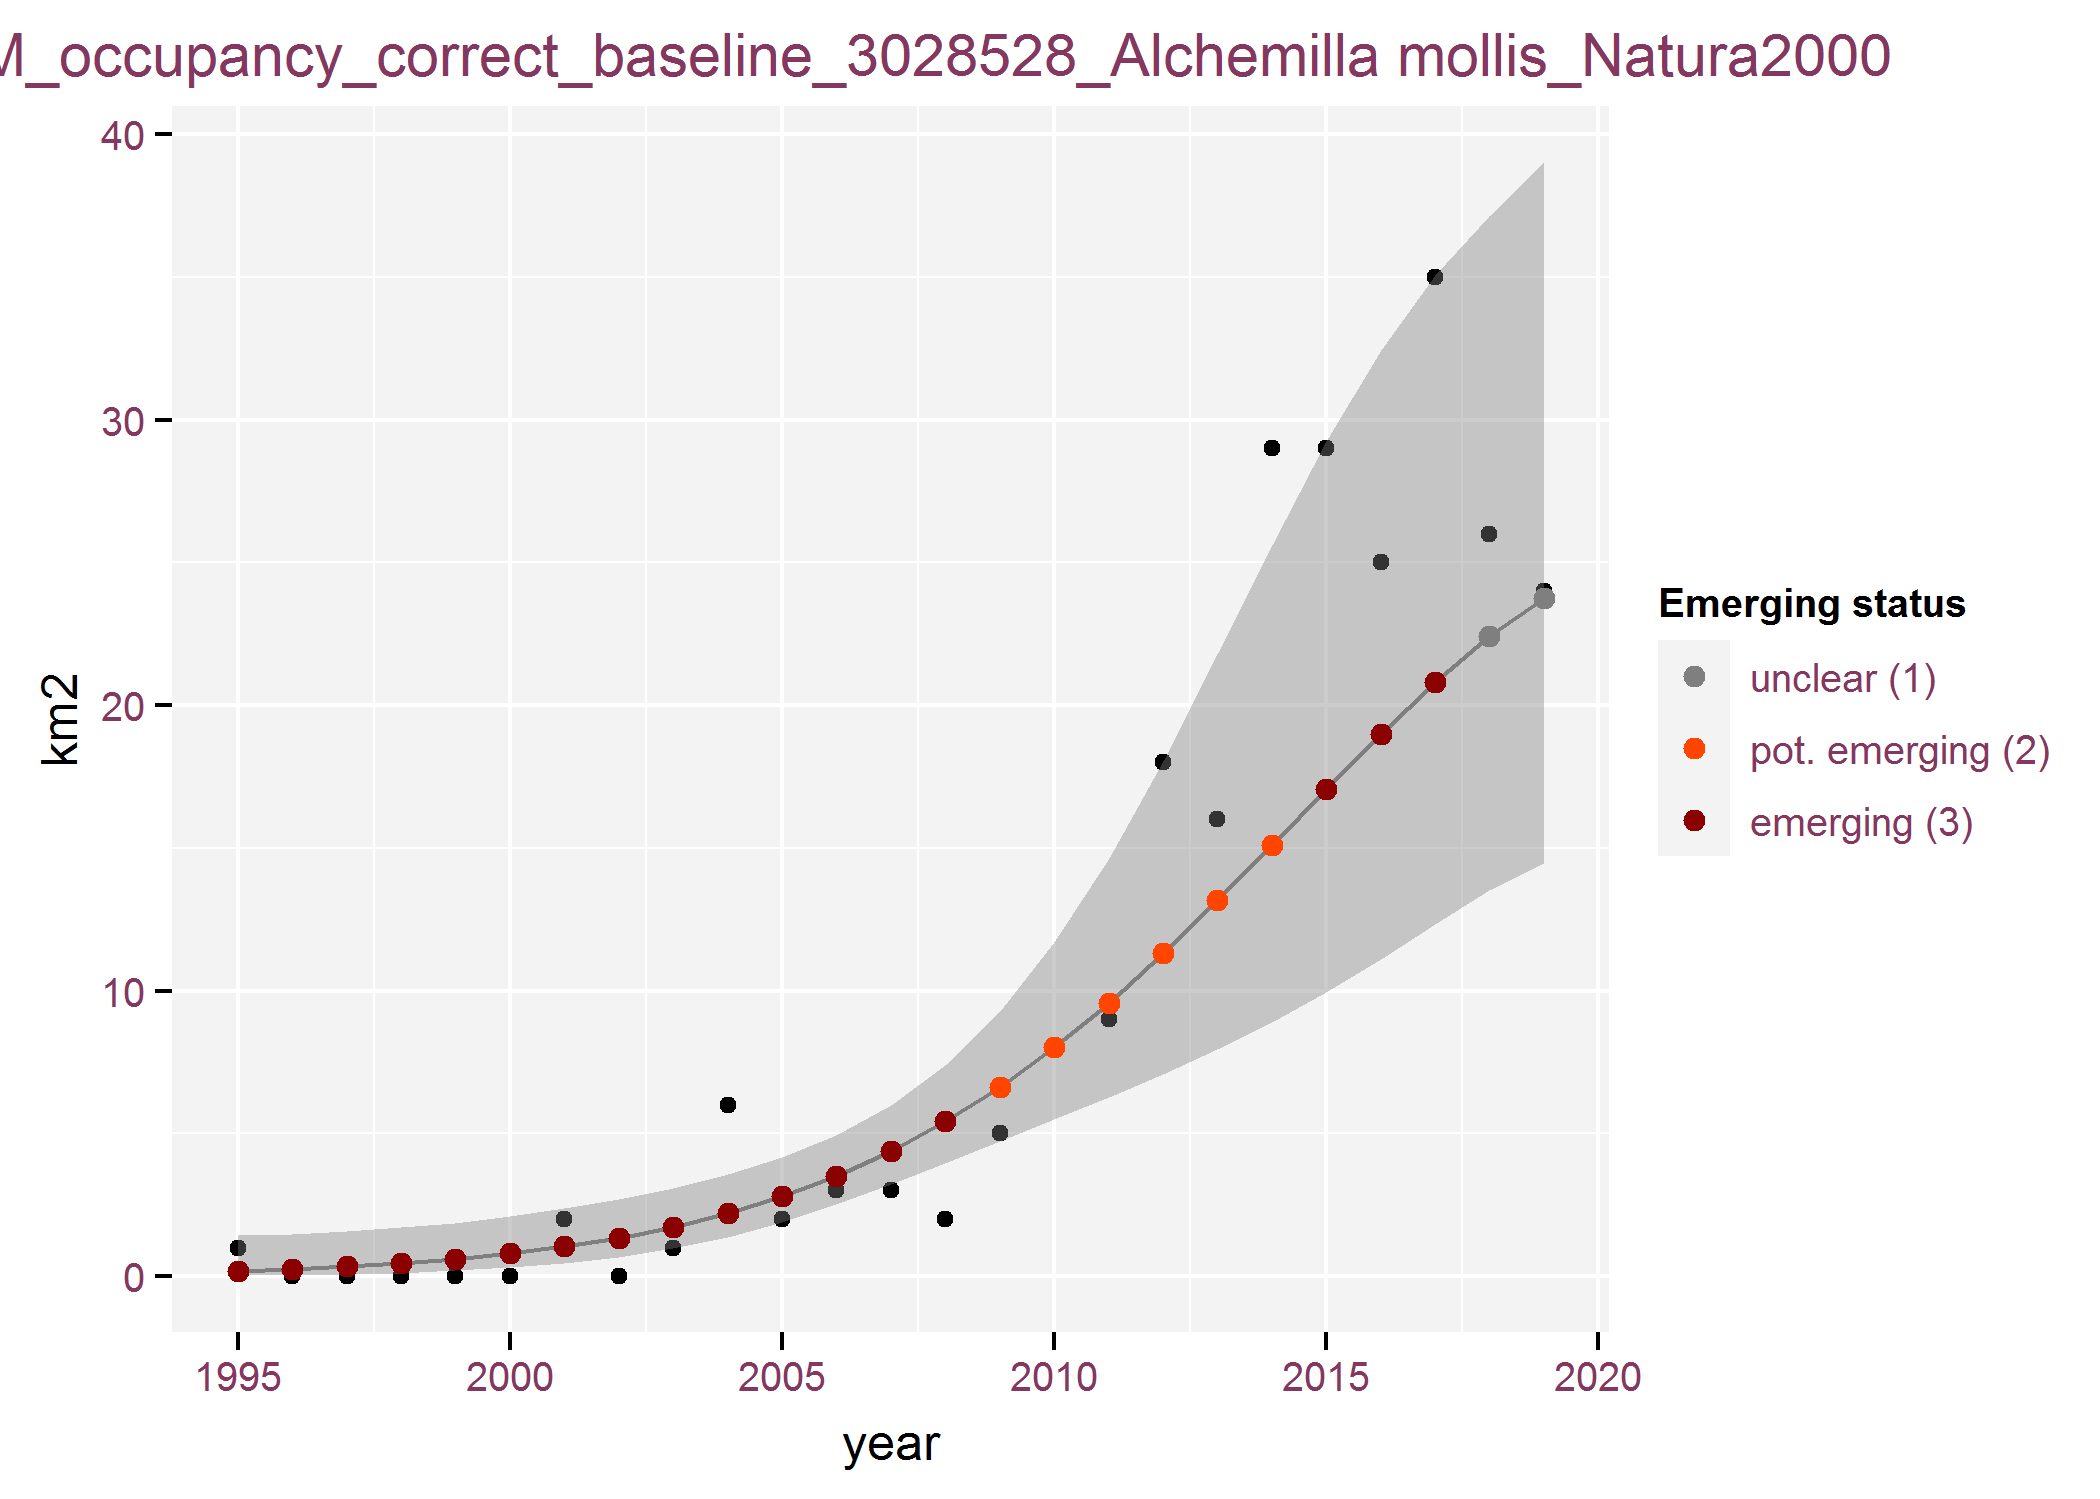 M_occupancy_correct_baseline_3028528_Alchemilla mollis_Natura2000
40
30
20
10
0
km2
1995
2000
2005
2010
2015
2020
year
Emerging status
unclear (1)
pot. emerging (2)
emerging (3)